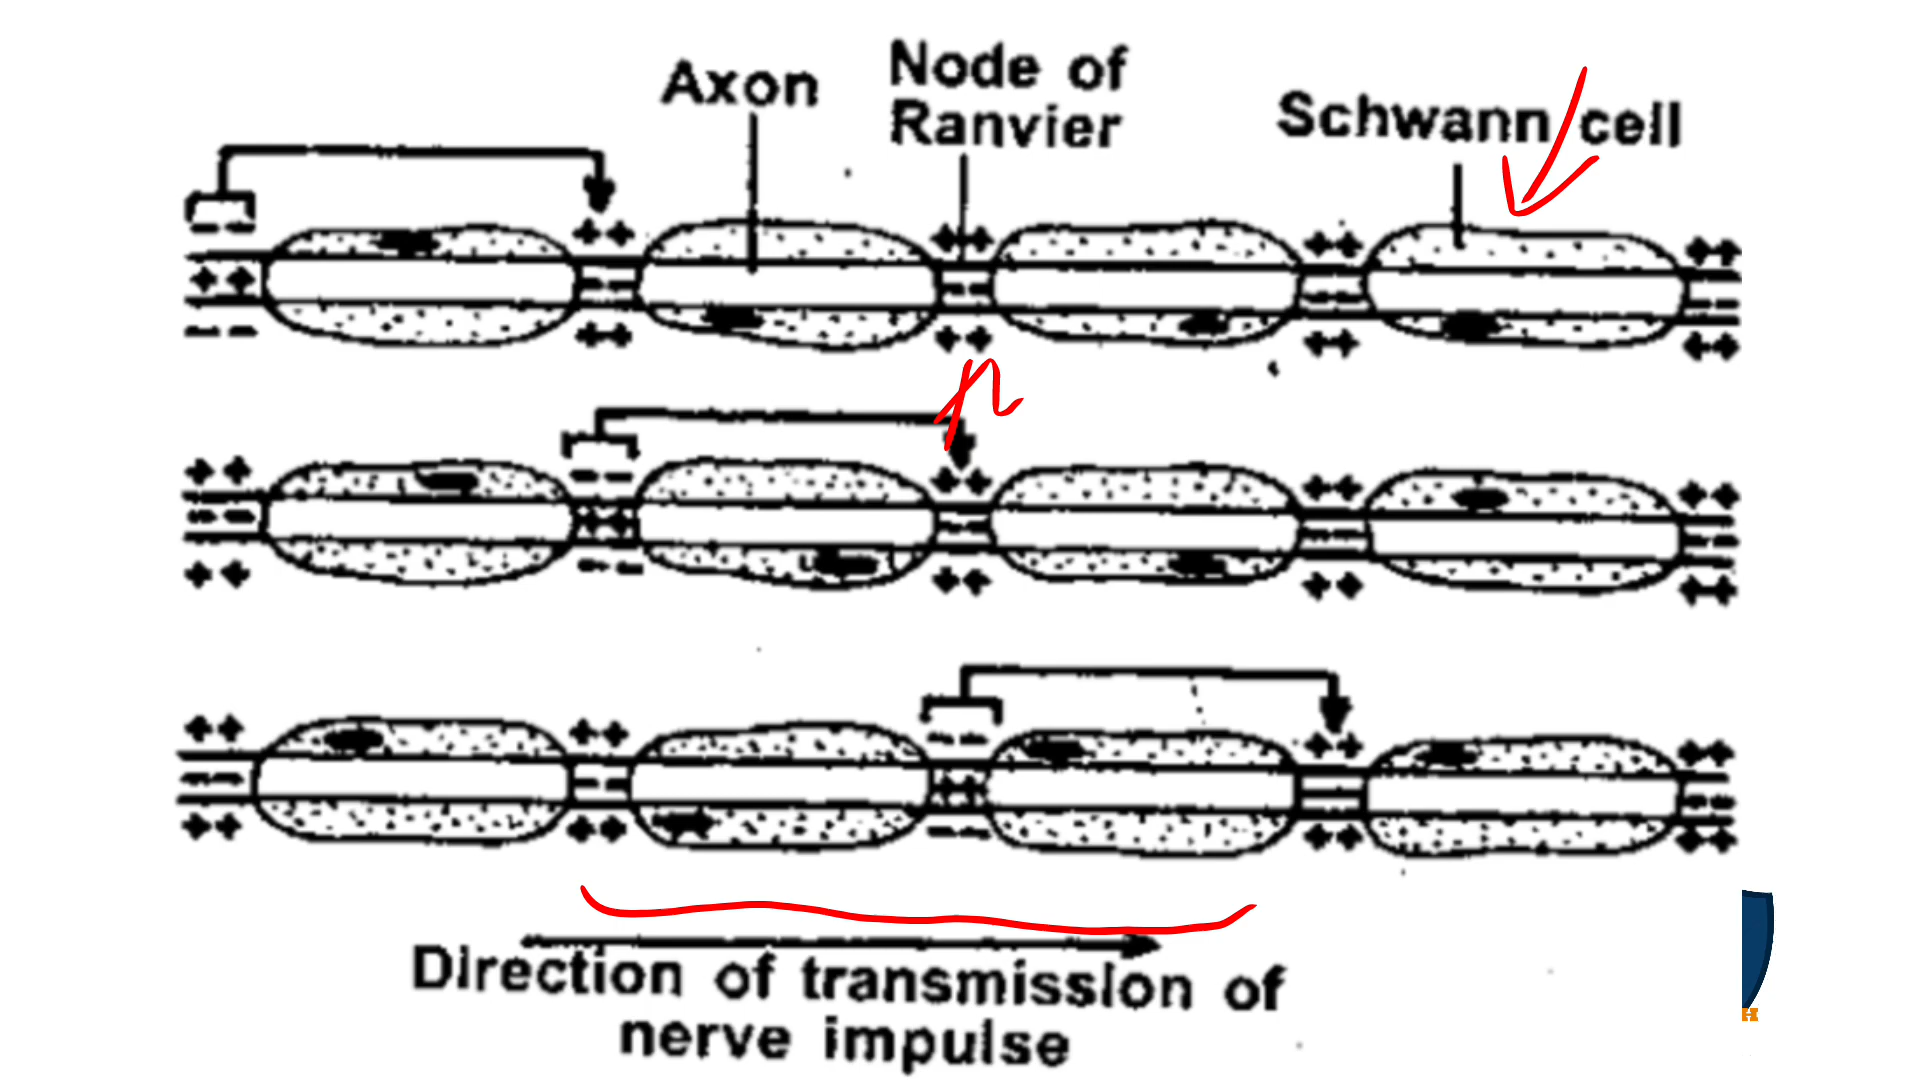 Axon
Node of
Ranvier
Schwann cell
Direction of transmission of
nerve impulse